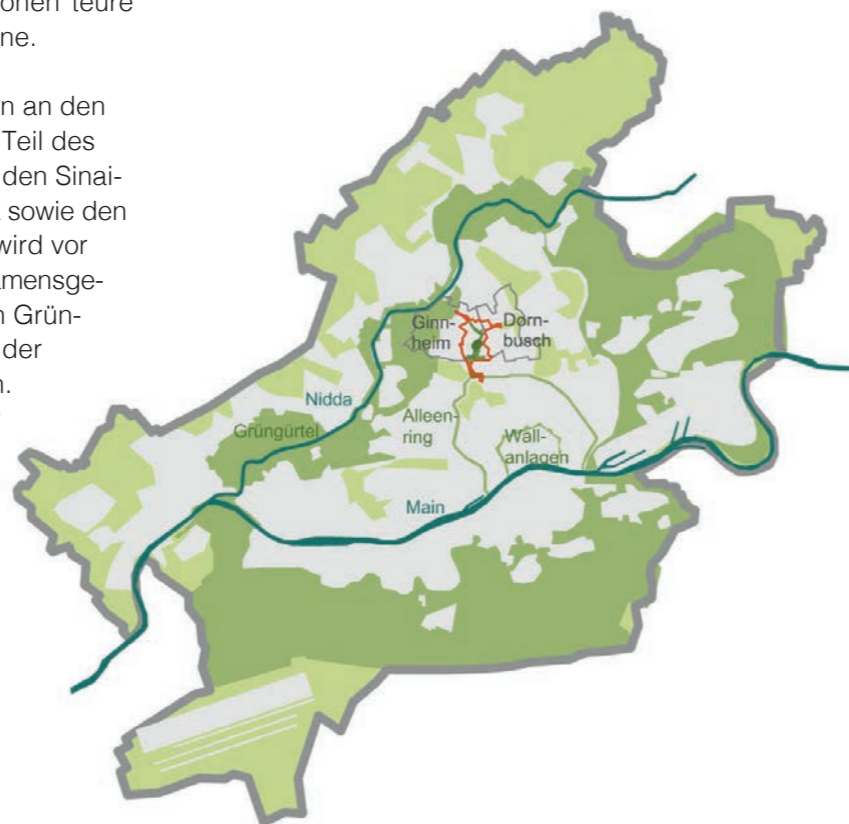 teure
ne.
n an den
Teil des
den Sinai-
sowie den
wird vor
amensge-
n Grün-
der
n.
Ginn-
heim
Dorn-
busch
Nidda
Grüngürtel
Alleen-
ring
Wall-
anlagen
Main